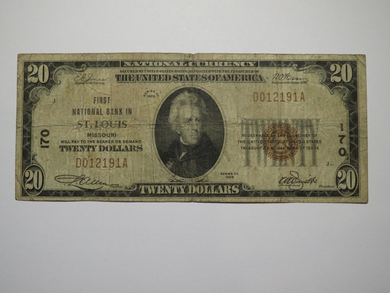 NATIONAL CURRENCY
THE UNITED STATES OF AMERICA
20
20
D012191A
FIRST
NATIONAL BANK IN
ST. LOUIS
MISSOURI
WILL PAY TO THE BEARER ON DEMAND
TWENTY DOLLARS
170
170
D012191A
SERIES OF
20
TWENTY DOLLARS
20